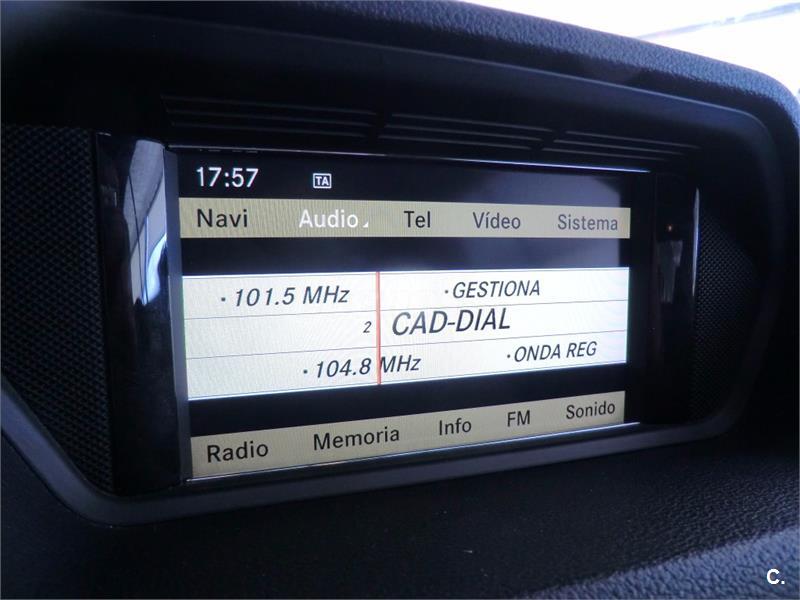 17:57 TA
Navi Audio Tel Vídeo Sistema
· 101.5 MHz · GESTIONA
2 CAD-DIAL
· 104.8 MHz · ONDA REG
Radio Memoria Info FM Sonido
C.